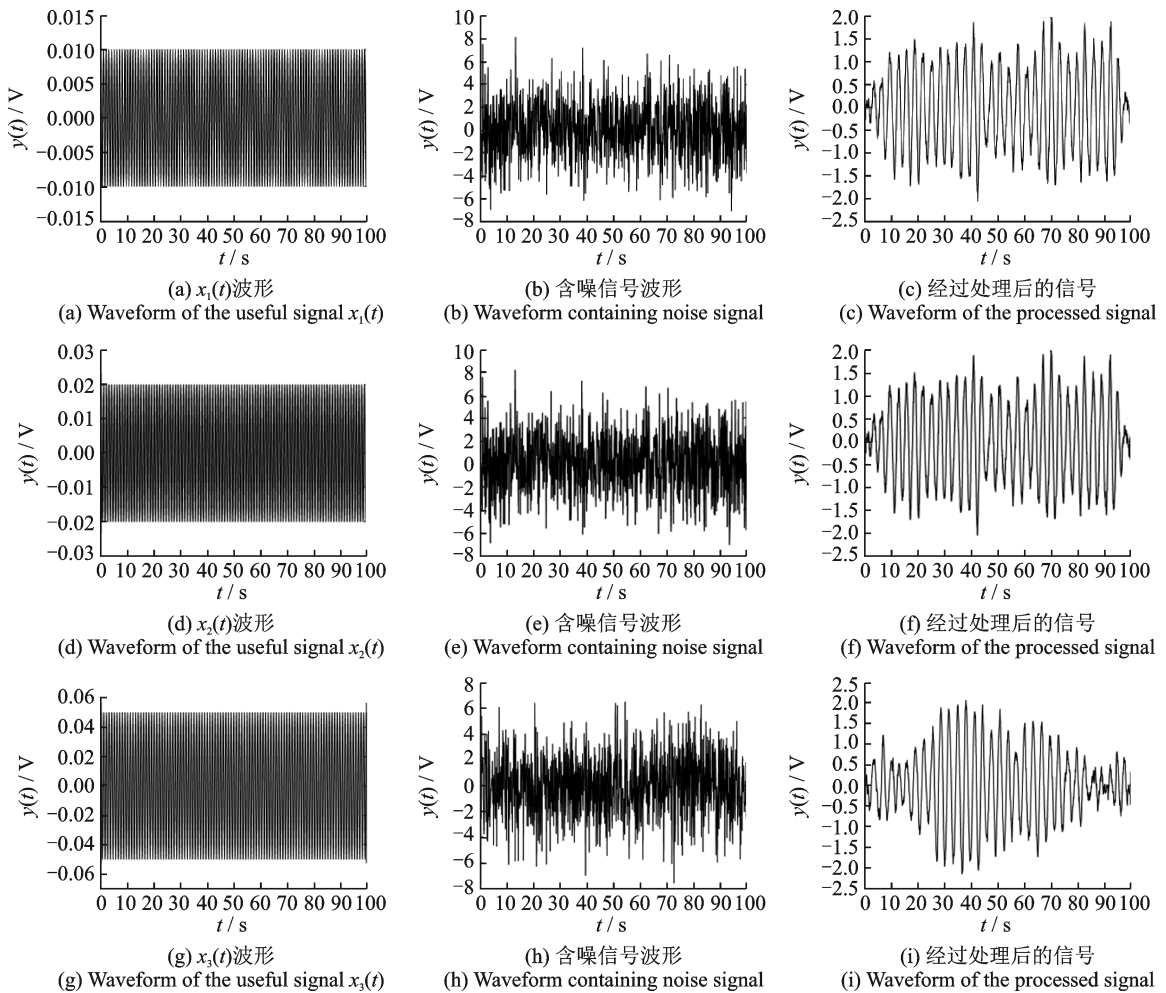 0.015
0.010
0.005
0.000
−0.005
−0.010
−0.015
y(t) / V
0 10 20 30 40 50 60 70 80 90 100
t / s
(a) x₁(t)波形
(a) Waveform of the useful signal x₁(t)
10
8
6
4
2
0
−2
−4
−6
−8
y(t) / V
0 10 20 30 40 50 60 70 80 90 100
t / s
(b) 含噪信号波形
(b) Waveform containing noise signal
2.0
1.5
1.0
0.5
0.0
−0.5
−1.0
−1.5
−2.0
−2.5
y(t) / V
0 10 20 30 40 50 60 70 80 90 100
t / s
(c) 经过处理后的信号
(c) Waveform of the processed signal
0.03
0.02
0.01
0.00
−0.01
−0.02
−0.03
y(t) / V
0 10 20 30 40 50 60 70 80 90 100
t / s
(d) x₂(t)波形
(d) Waveform of the useful signal x₂(t)
10
8
6
4
2
0
−2
−4
−6
−8
y(t) / V
0 10 20 30 40 50 60 70 80 90 100
t / s
(e) 含噪信号波形
(e) Waveform containing noise signal
2.0
1.5
1.0
0.5
0.0
−0.5
−1.0
−1.5
−2.0
−2.5
y(t) / V
0 10 20 30 40 50 60 70 80 90 100
t / s
(f) 经过处理后的信号
(f) Waveform of the processed signal
0.06
0.04
0.02
0.00
−0.02
−0.04
−0.06
y(t) / V
0 10 20 30 40 50 60 70 80 90 100
t / s
(g) x₃(t)波形
(g) Waveform of the useful signal x₃(t)
8
6
4
2
0
−2
−4
−6
−8
y(t) / V
0 10 20 30 40 50 60 70 80 90 100
t / s
(h) 含噪信号波形
(h) Waveform containing noise signal
2.5
2.0
1.5
1.0
0.5
0.0
−0.5
−1.0
−1.5
−2.0
−2.5
y(t) / V
0 10 20 30 40 50 60 70 80 90 100
t / s
(i) 经过处理后的信号
(i) Waveform of the processed signal